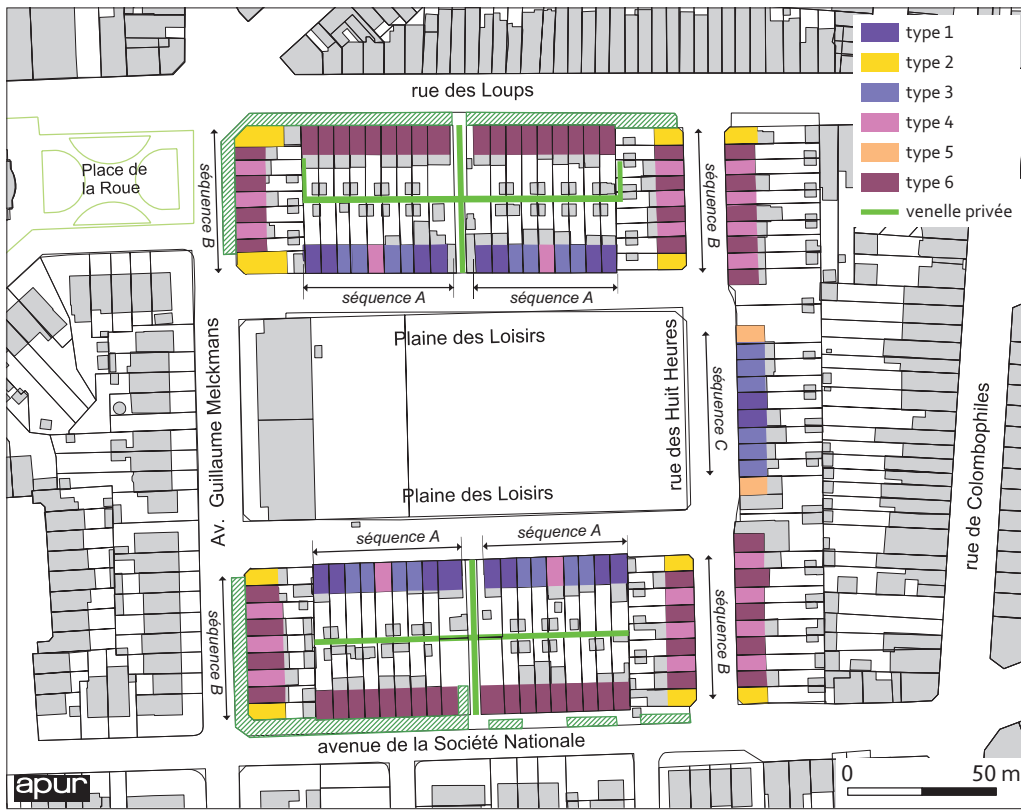 type 1
type 2
type 3
type 4
type 5
type 6
venelle privée
rue des Loups
Place de
la Roue
séquence B
séquence B
séquence B
séquence A
séquence A
Plaine des Loisirs
Av. Guillaume Melckmans
rue des Huit Heures
séquence C
rue de Colombophiles
Plaine des Loisirs
séquence A
séquence A
séquence B
séquence B
avenue de la Société Nationale
apur
0 50 m